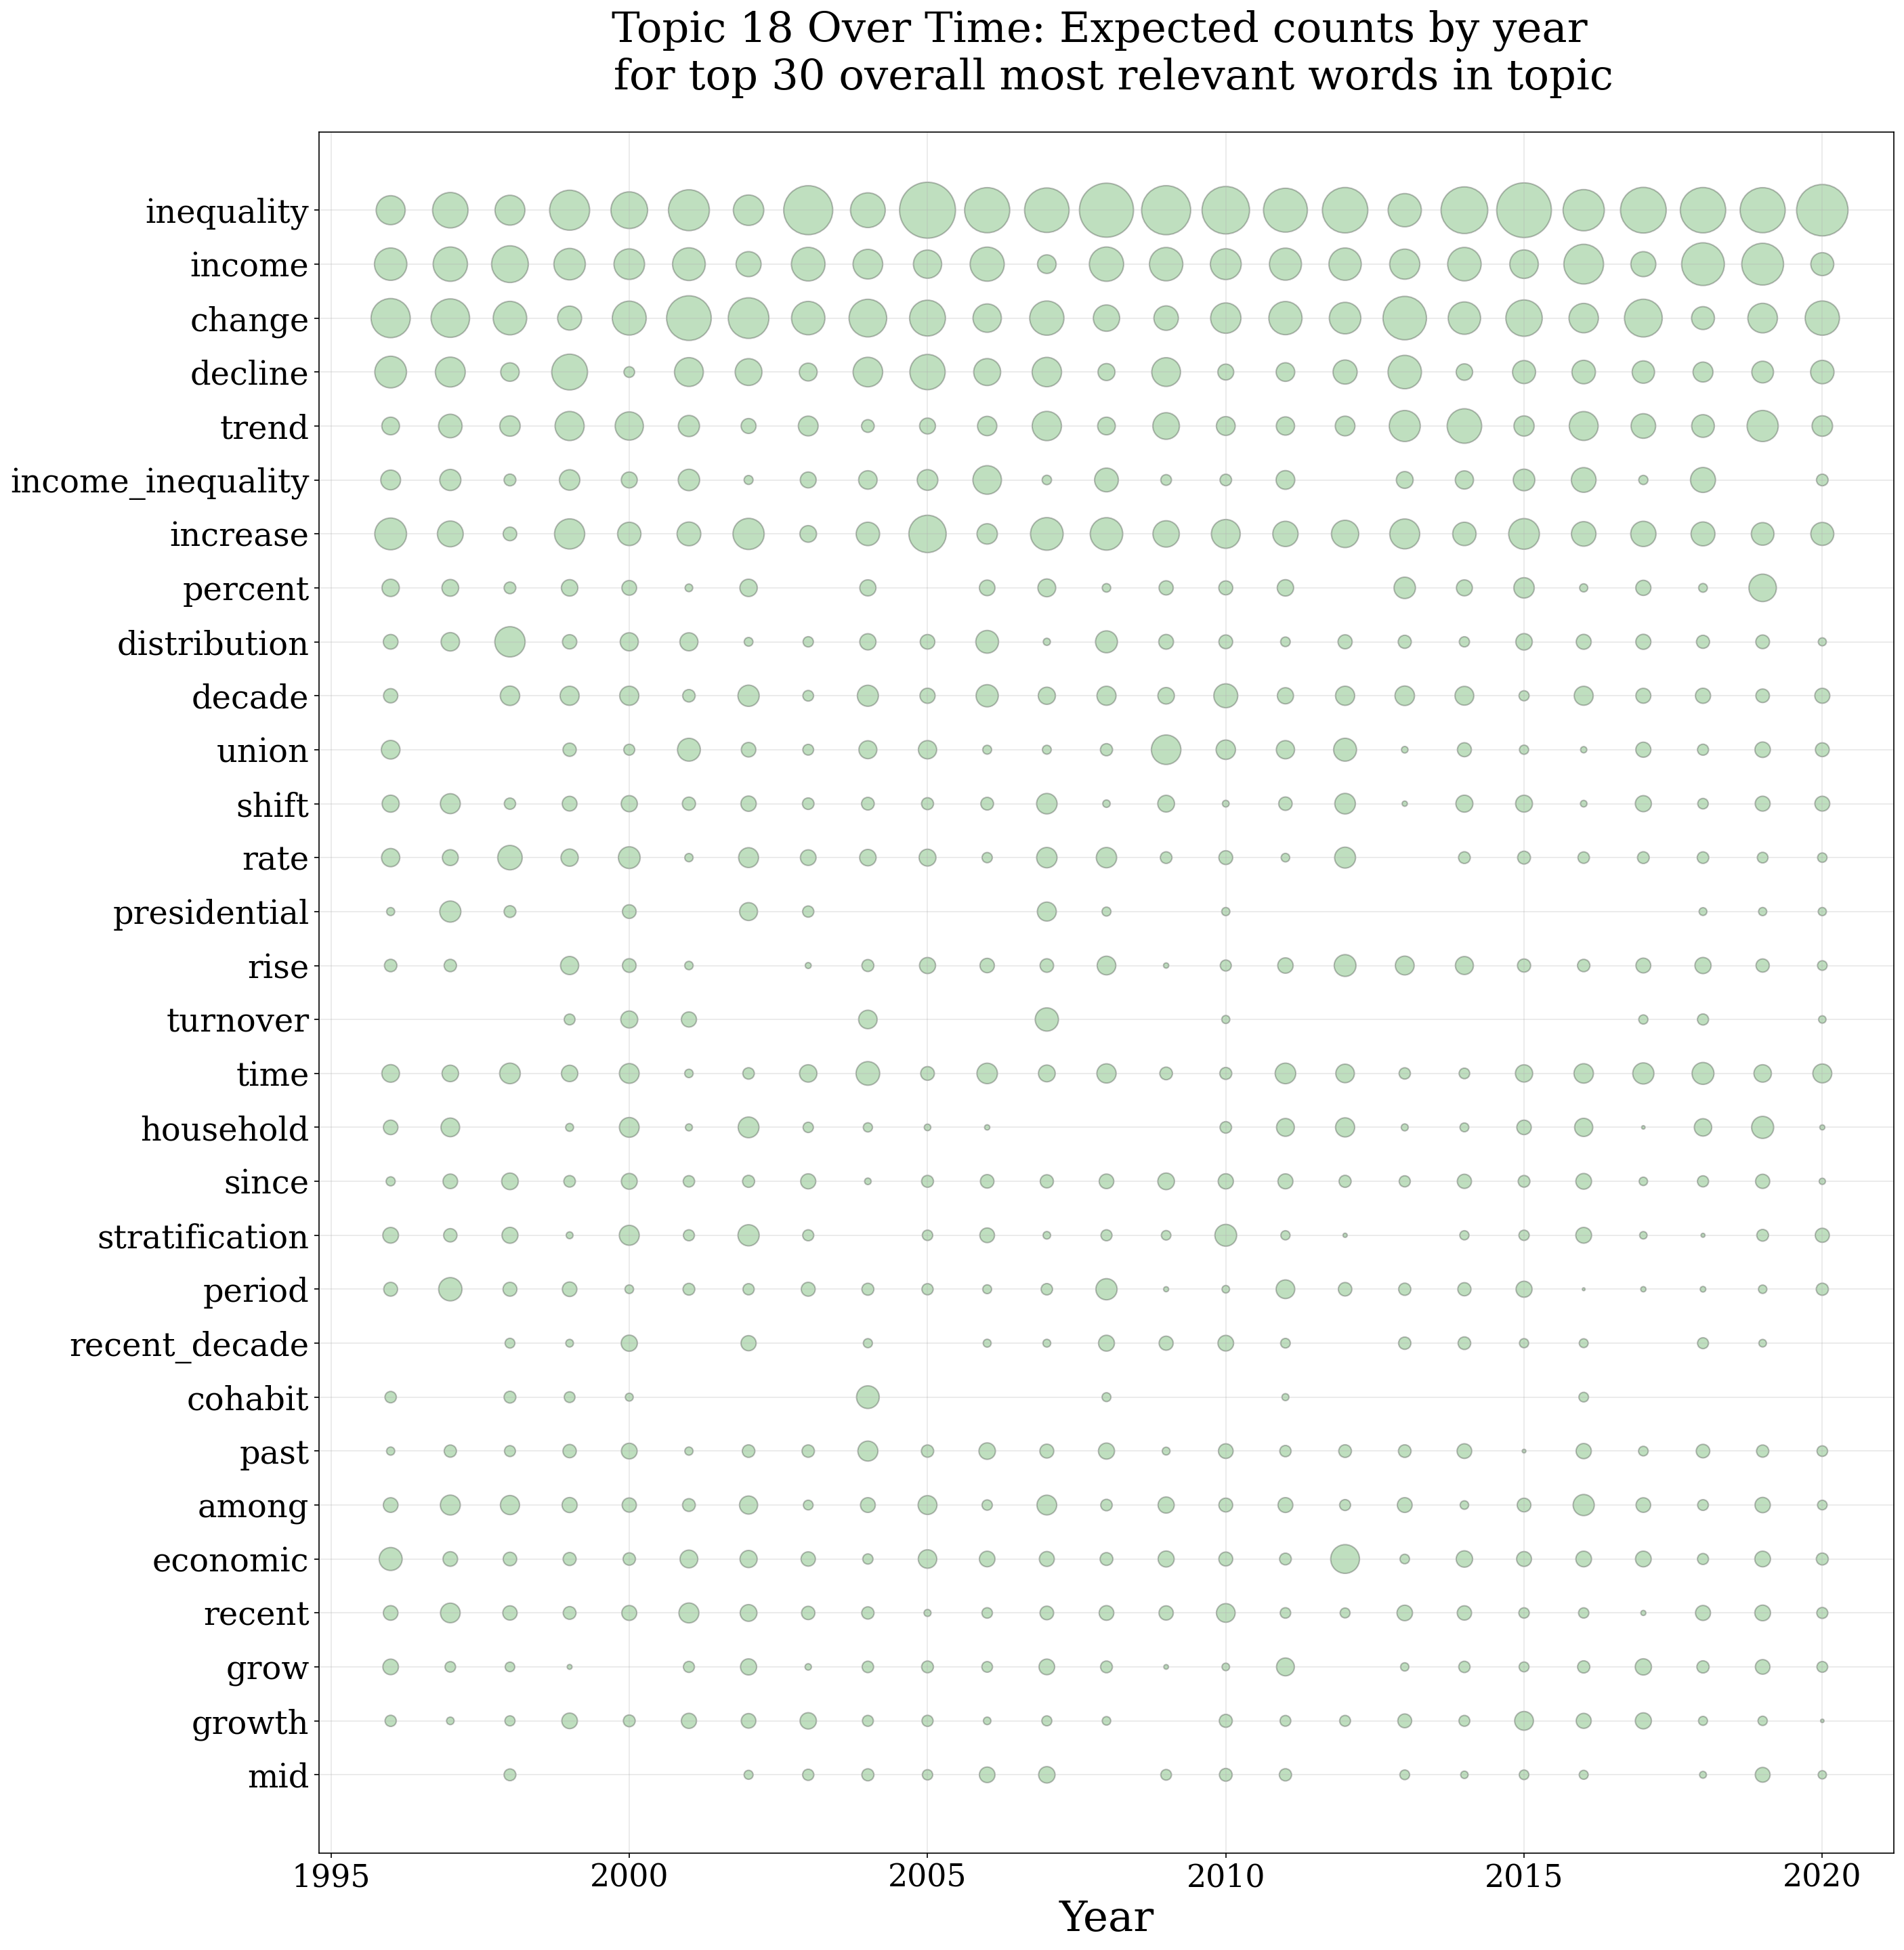 Topic 18 Over Time: Expected counts by year
for top 30 overall most relevant words in topic
inequality
income
change
decline
trend
income_inequality
increase
percent
distribution
decade
union
shift
rate
presidential
rise
turnover
time
household
since
stratification
period
recent_decade
cohabit
past
among
economic
recent
grow
growth
mid
1995 2000 2005 2010 2015 2020
Year